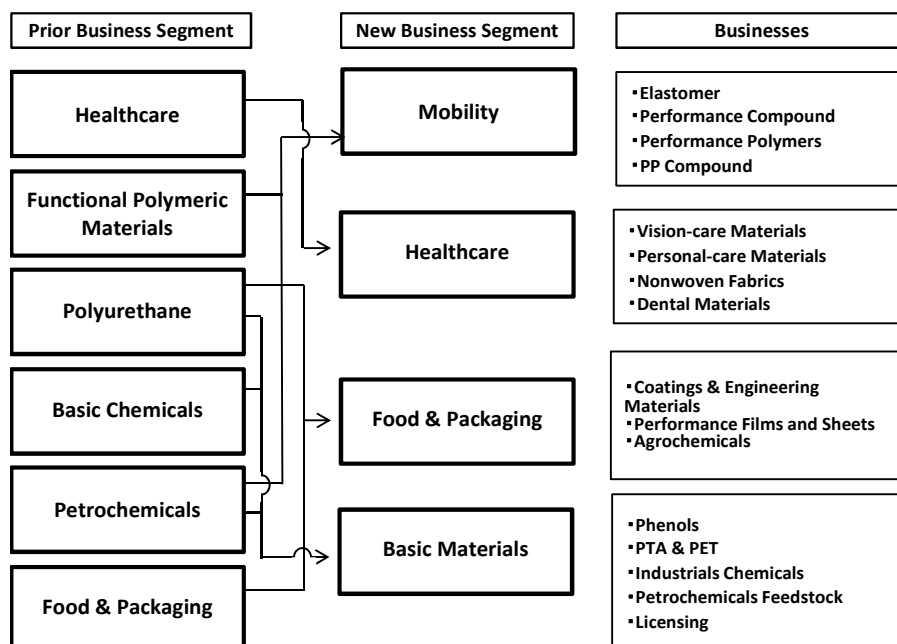 Prior Business Segment
New Business Segment
Businesses
Healthcare
Functional Polymeric
Materials
Polyurethane
Basic Chemicals
Petrochemicals
Food & Packaging
Mobility
Healthcare
Food & Packaging
Basic Materials
▪Elastomer
▪Performance Compound
▪Performance Polymers
▪PP Compound
▪Vision-care Materials
▪Personal-care Materials
▪Nonwoven Fabrics
▪Dental Materials
▪Coatings & Engineering
Materials
▪Performance Films and Sheets
▪Agrochemicals
▪Phenols
▪PTA & PET
▪Industrials Chemicals
▪Petrochemicals Feedstock
▪Licensing